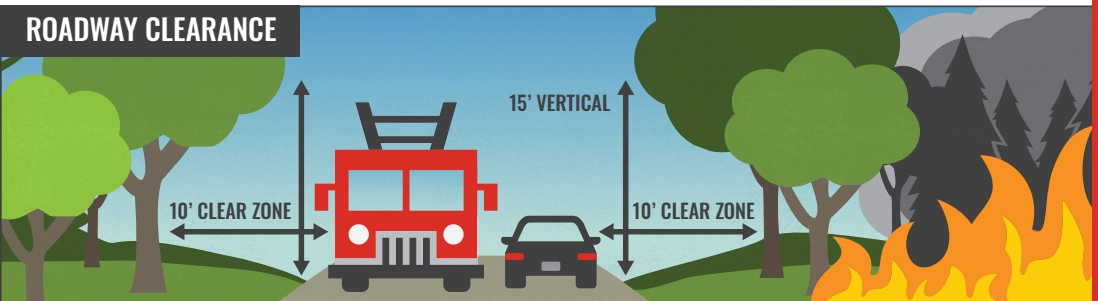 ROADWAY CLEARANCE
15’ VERTICAL
10’ CLEAR ZONE
10’ CLEAR ZONE